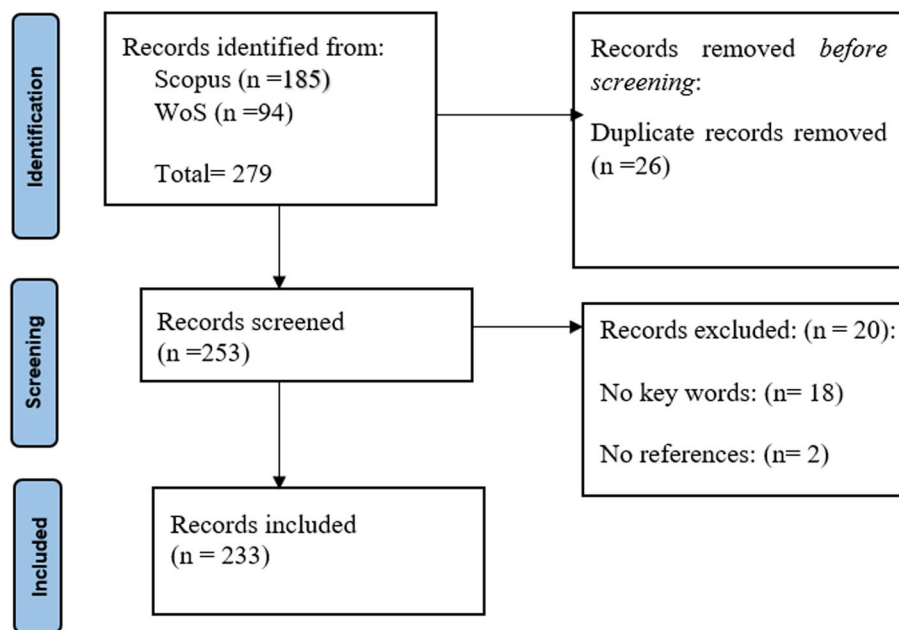 Identification
Records identified from:
Scopus (n =185)
WoS (n =94)
Total= 279
Records removed before
screening:
Duplicate records removed
(n =26)
Screening
Records screened
(n =253)
Records excluded: (n = 20):
No key words: (n= 18)
No references: (n= 2)
Included
Records included
(n = 233)